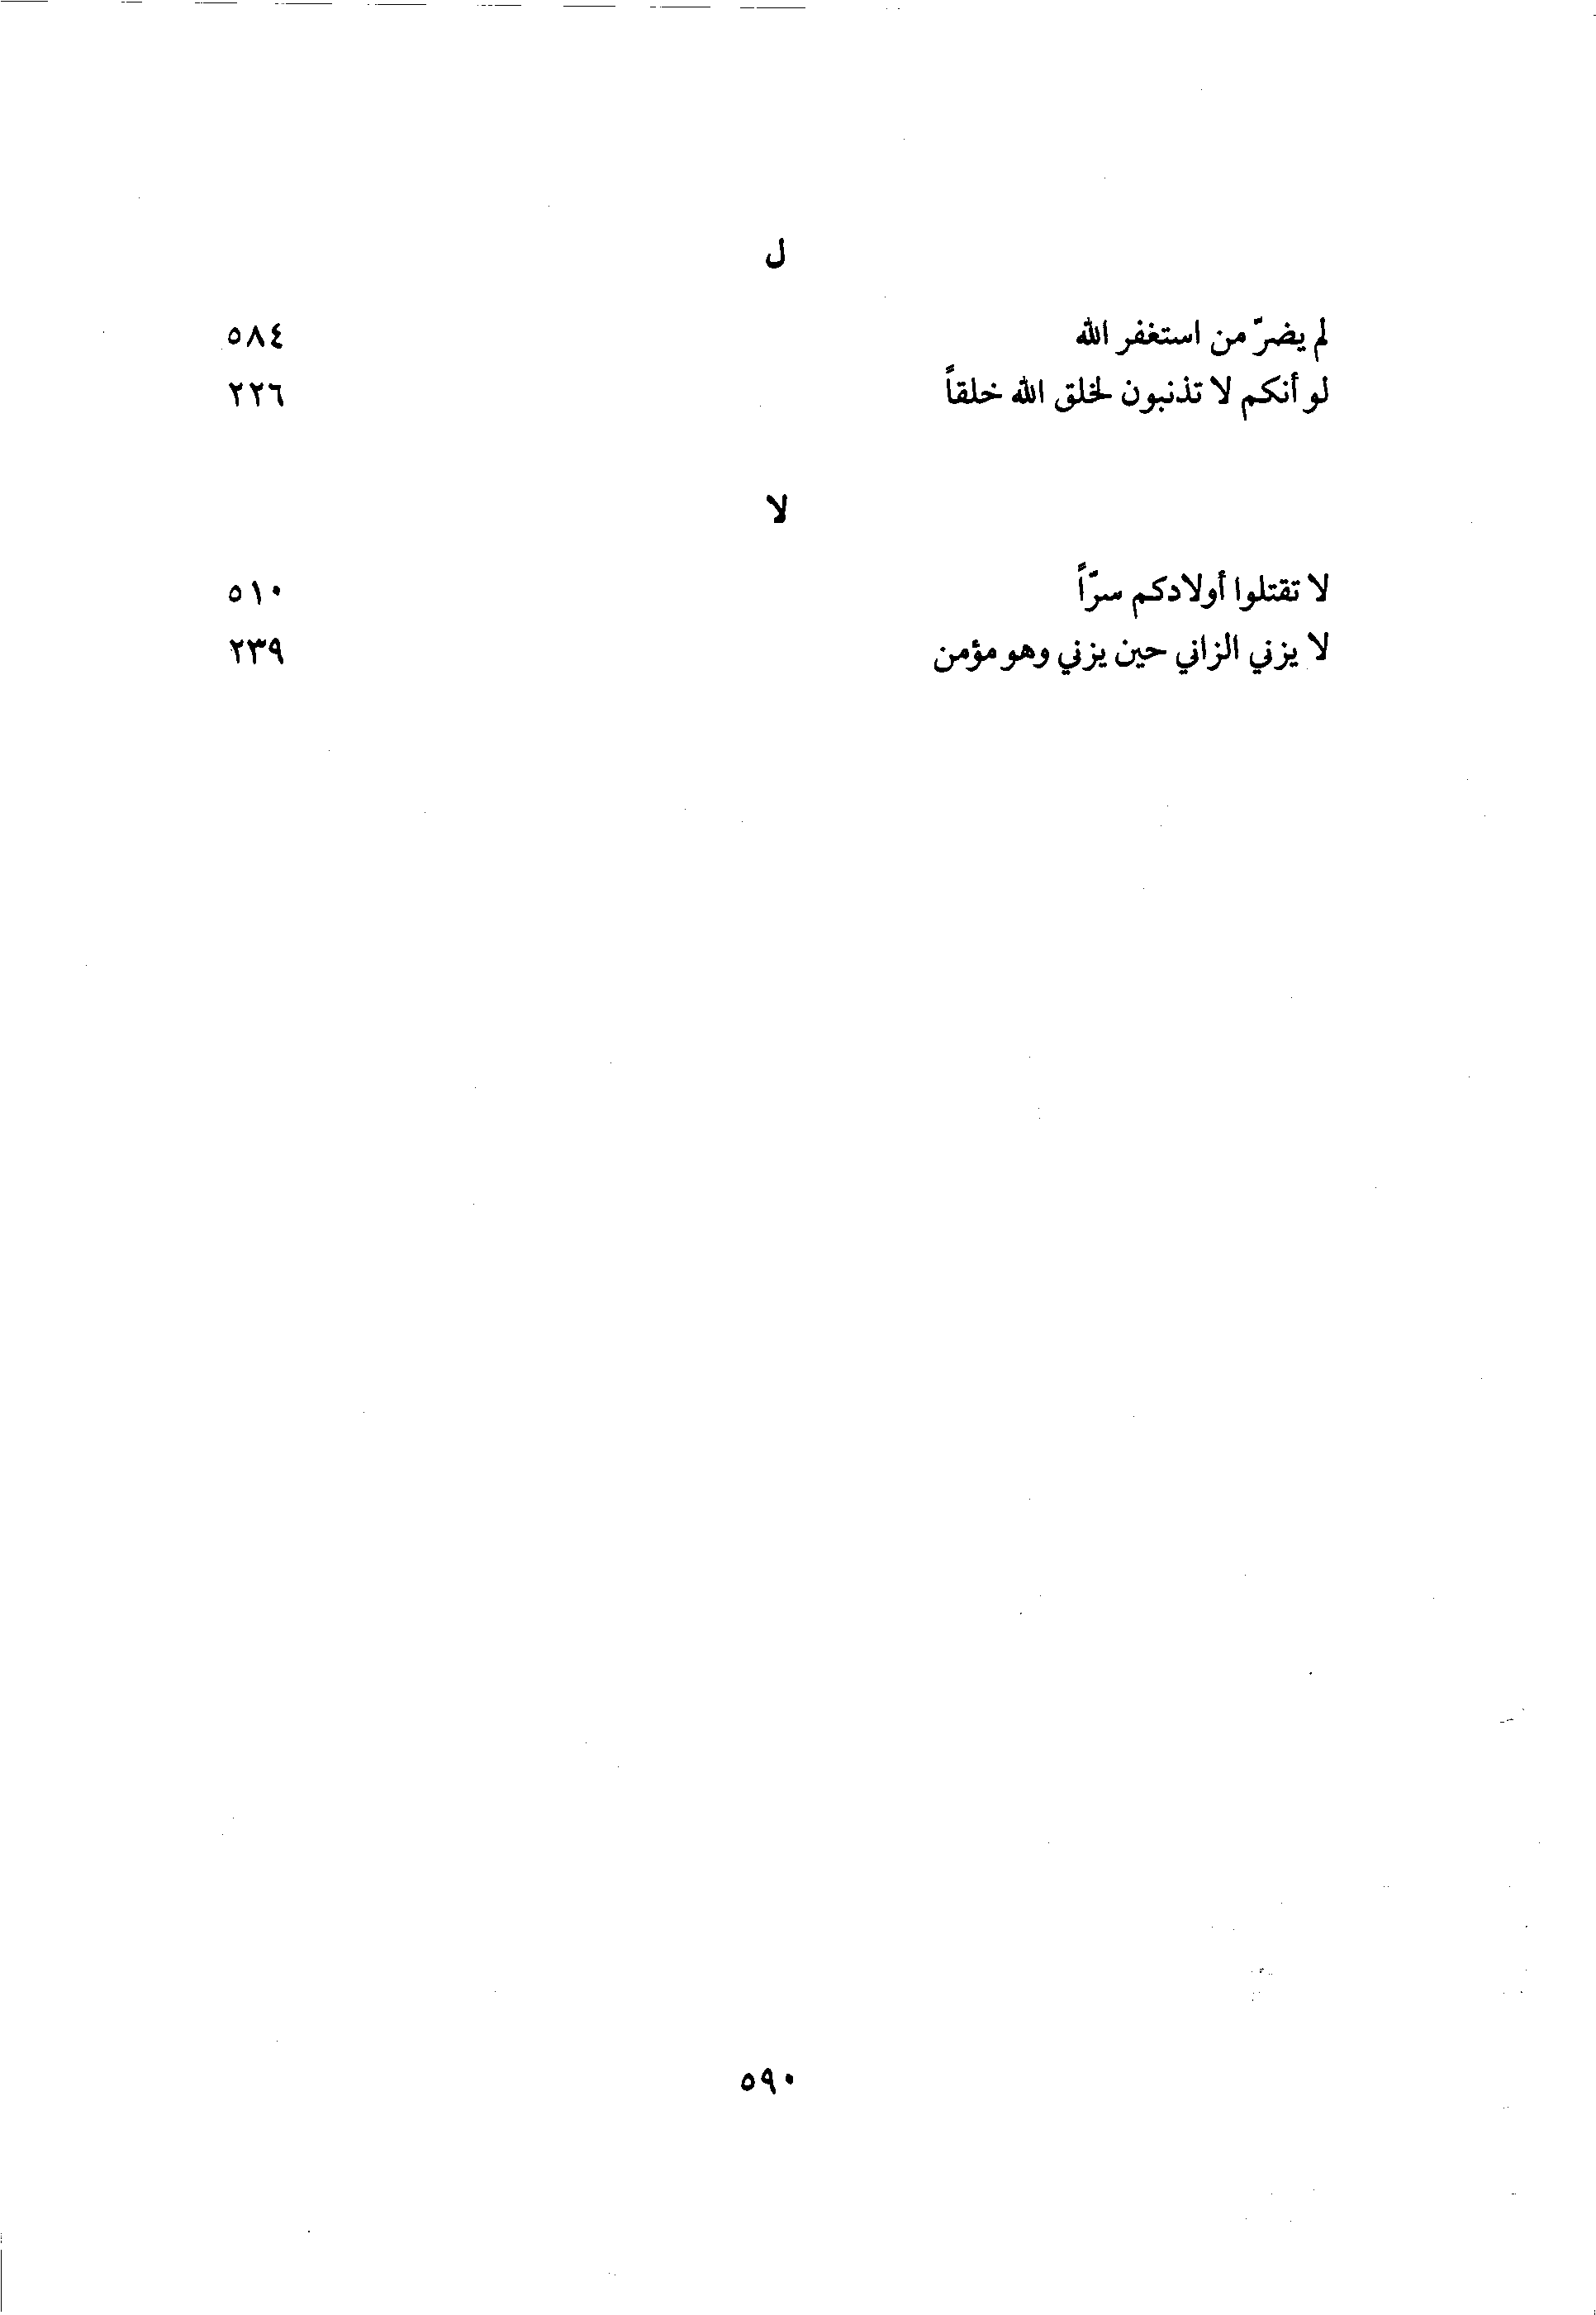 ل
لم يضرّ من استغفر الله ٥٨٤
لو أنكم لا تذنبون لخلق الله خلقاً ٢٢٦
لا
لا تقتلوا أولادكم سرّاً ٥١٠
لا يزني الزاني حين يزني وهو مؤمن ٢٣٩
٥٩٠